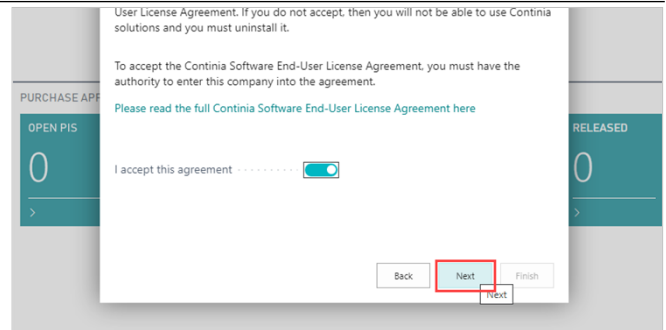 User License Agreement. If you do not accept, then you will not be able to use Continia
solutions and you must uninstall it.
To accept the Continia Software End-User License Agreement, you must have the
authority to enter this company into the agreement.
PURCHASE APP
Please read the full Continia Software End-User License Agreement here
OPEN PIS
RELEASED
0
0
I accept this agreement
>
>
Back
Next
Finish
Next